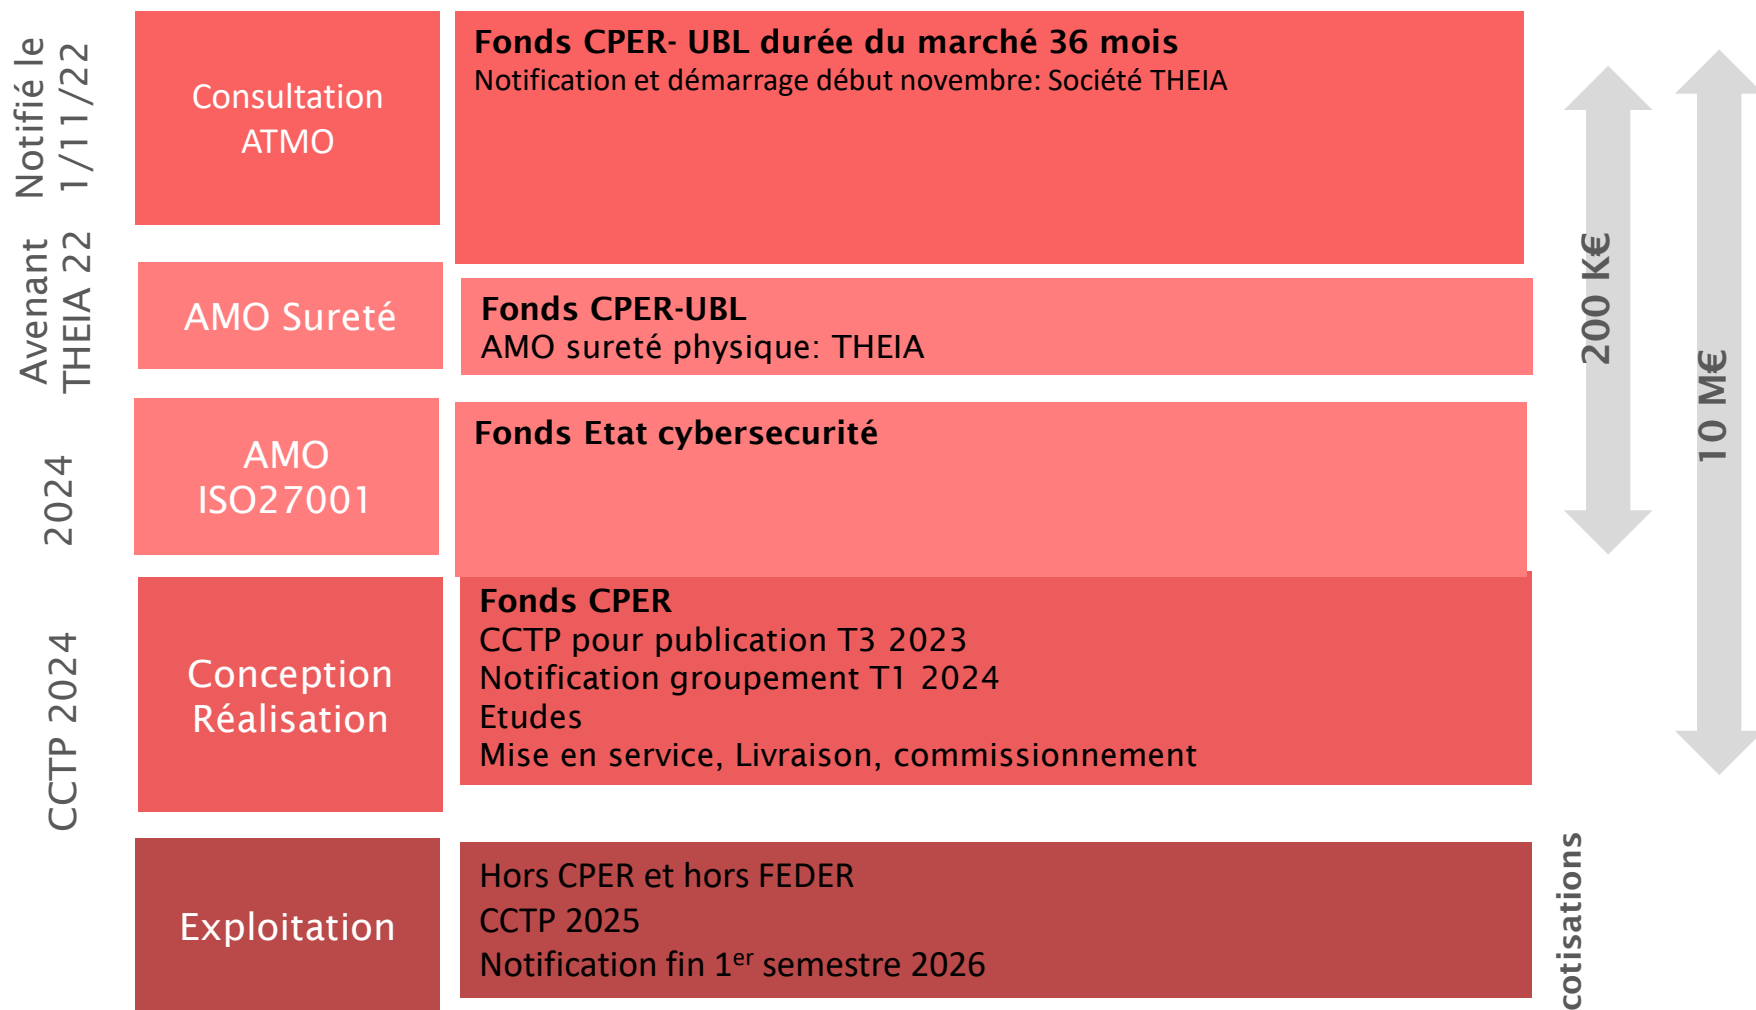 Notifié le
1/11/22
Consultation
ATMO
Fonds CPER- UBL durée du marché 36 mois
Notification et démarrage début novembre: Société THEIA
Avenant
THEIA 22
AMO Sureté
Fonds CPER-UBL
AMO sureté physique: THEIA
2024
AMO
ISO27001
Fonds Etat cybersecurité
CCTP 2024
Conception
Réalisation
Fonds CPER
CCTP pour publication T3 2023
Notification groupement T1 2024
Etudes
Mise en service, Livraison, commissionnement
Exploitation
Hors CPER et hors FEDER
CCTP 2025
Notification fin 1er semestre 2026
200 K€
10 M€
cotisations